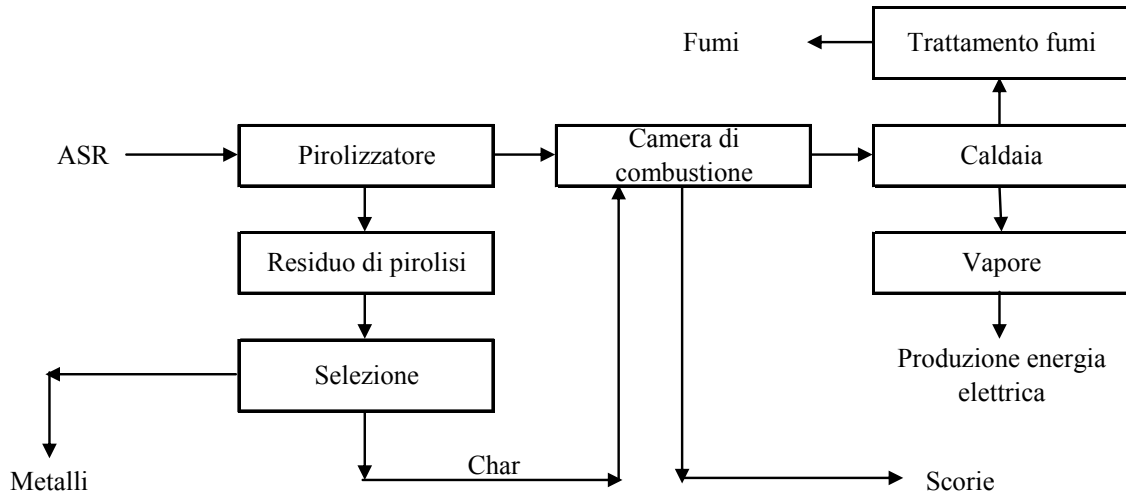 Fumi
Trattamento fumi
ASR
Pirolizzatore
Camera di
combustione
Caldaia
Residuo di pirolisi
Vapore
Selezione
Produzione energia
elettrica
Metalli
Char
Scorie